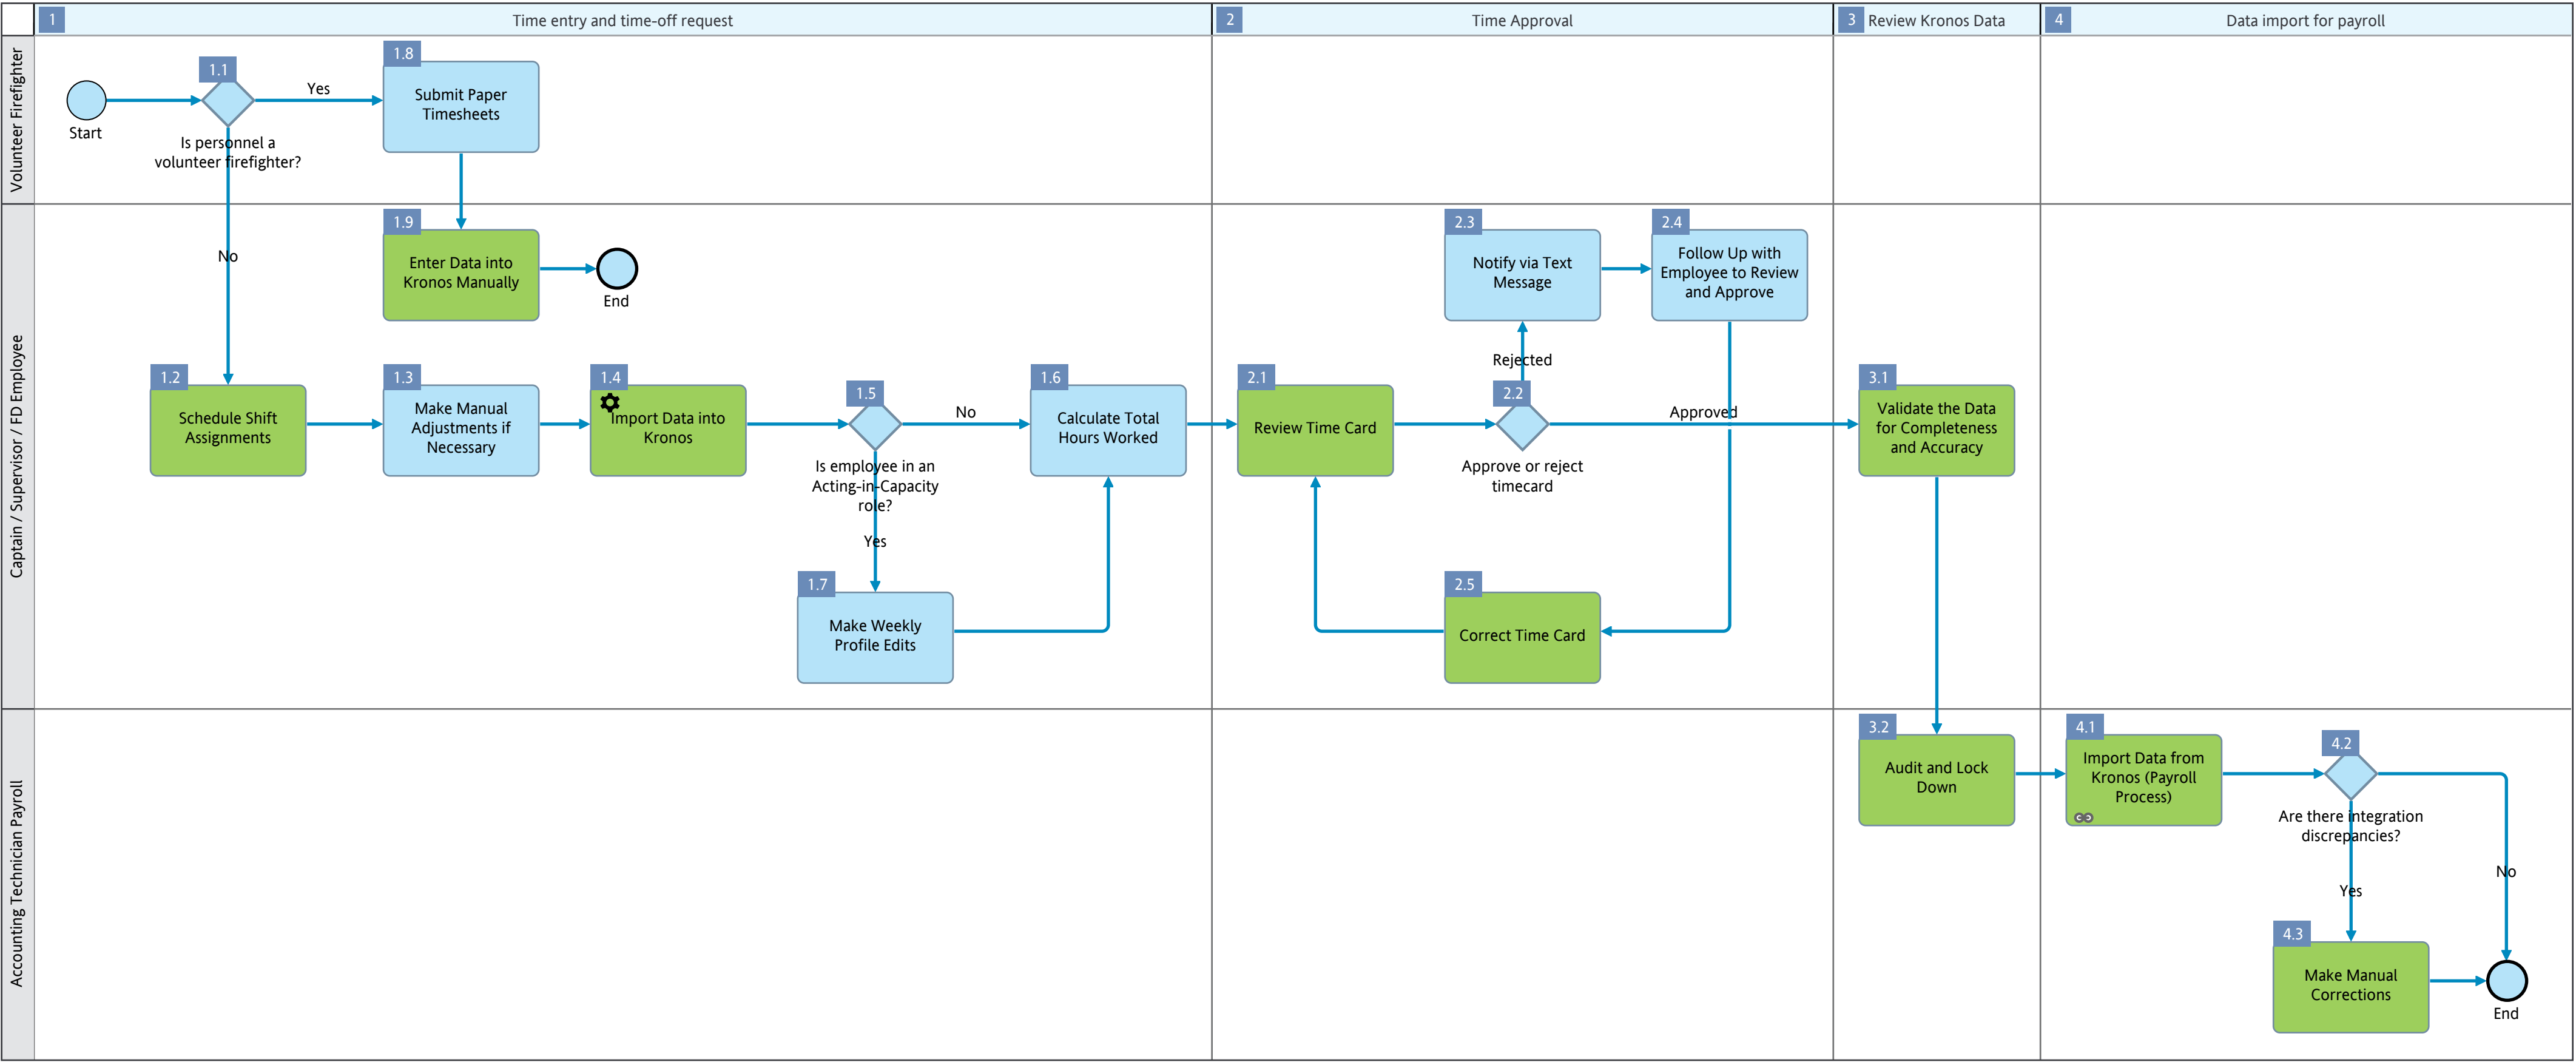 1
Time entry and time-off request
2
Time Approval
3
Review Kronos Data
4
Data import for payroll
Volunteer Firefighter
Start
1.1
Is personnel a
volunteer firefighter?
Yes
No
1.8
Submit Paper
Timesheets
Captain / Supervisor / FD Employee
1.9
Enter Data into
Kronos Manually
End
1.2
Schedule Shift
Assignments
1.3
Make Manual
Adjustments if
Necessary
1.4
Import Data into
Kronos
1.5
Is employee in an
Acting-in-Capacity
role?
No
Yes
1.6
Calculate Total
Hours Worked
1.7
Make Weekly
Profile Edits
2.1
Review Time Card
2.2
Approve or reject
timecard
Rejected
Approved
2.3
Notify via Text
Message
2.4
Follow Up with
Employee to Review
and Approve
2.5
Correct Time Card
3.1
Validate the Data
for Completeness
and Accuracy
Accounting Technician Payroll
3.2
Audit and Lock
Down
4.1
Import Data from
Kronos (Payroll
Process)
4.2
Are there integration
discrepancies?
Yes
No
4.3
Make Manual
Corrections
End